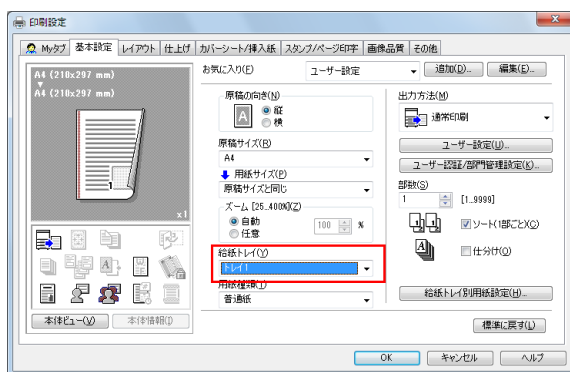 印刷設定
Myタブ 基本設定 レイアウト 仕上げ カバーシート/挿入紙 スタンプ/ページ印字 画像品質 その他
A4 (210x297 mm)
A4 (210x297 mm)
1
x1
本体ビュー(V) 本体情報(I)
お気に入り(F) ユーザー設定 追加(D)... 編集(E)...
原稿の向き(N)
A
縦
横
原稿サイズ(R)
A4
用紙サイズ(P)
原稿サイズと同じ
ズーム [25..400%](Z)
自動
任意
100 %
給紙トレイ(Y)
トレイ1
用紙種類(T)
普通紙
出力方法(M)
通常印刷
ユーザー設定(U)...
ユーザー認証/部門管理設定(K)...
部数(S)
1 [1..9999]
ソート(1部ごと)(X)
仕分け(O)
給紙トレイ別用紙設定(H)...
標準に戻す(L)
OK キャンセル ヘルプ